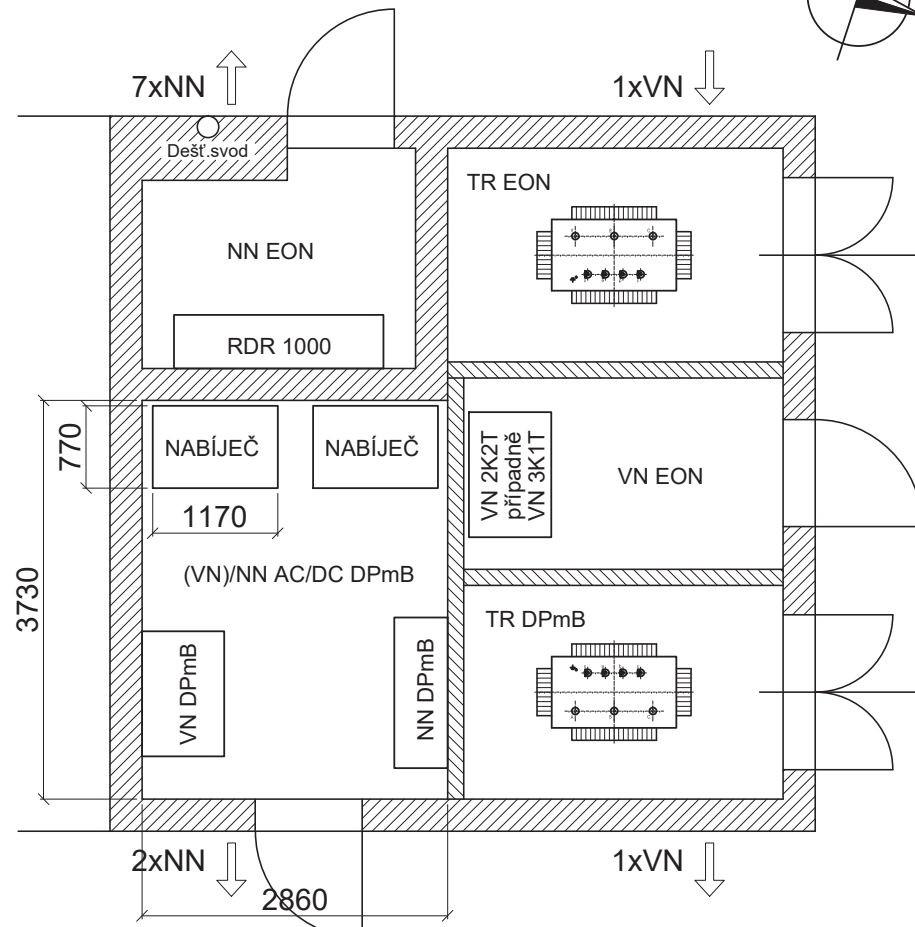 7xNN
1xVN
Dešť.svod
TR EON
NN EON
RDR 1000
NABÍJEČ
NABÍJEČ
770
1170
VN 2K2T
případně
VN 3K1T
VN EON
(VN)/NN AC/DC DPmB
3730
TR DPmB
VN DPmB
NN DPmB
2xNN
1xVN
2860